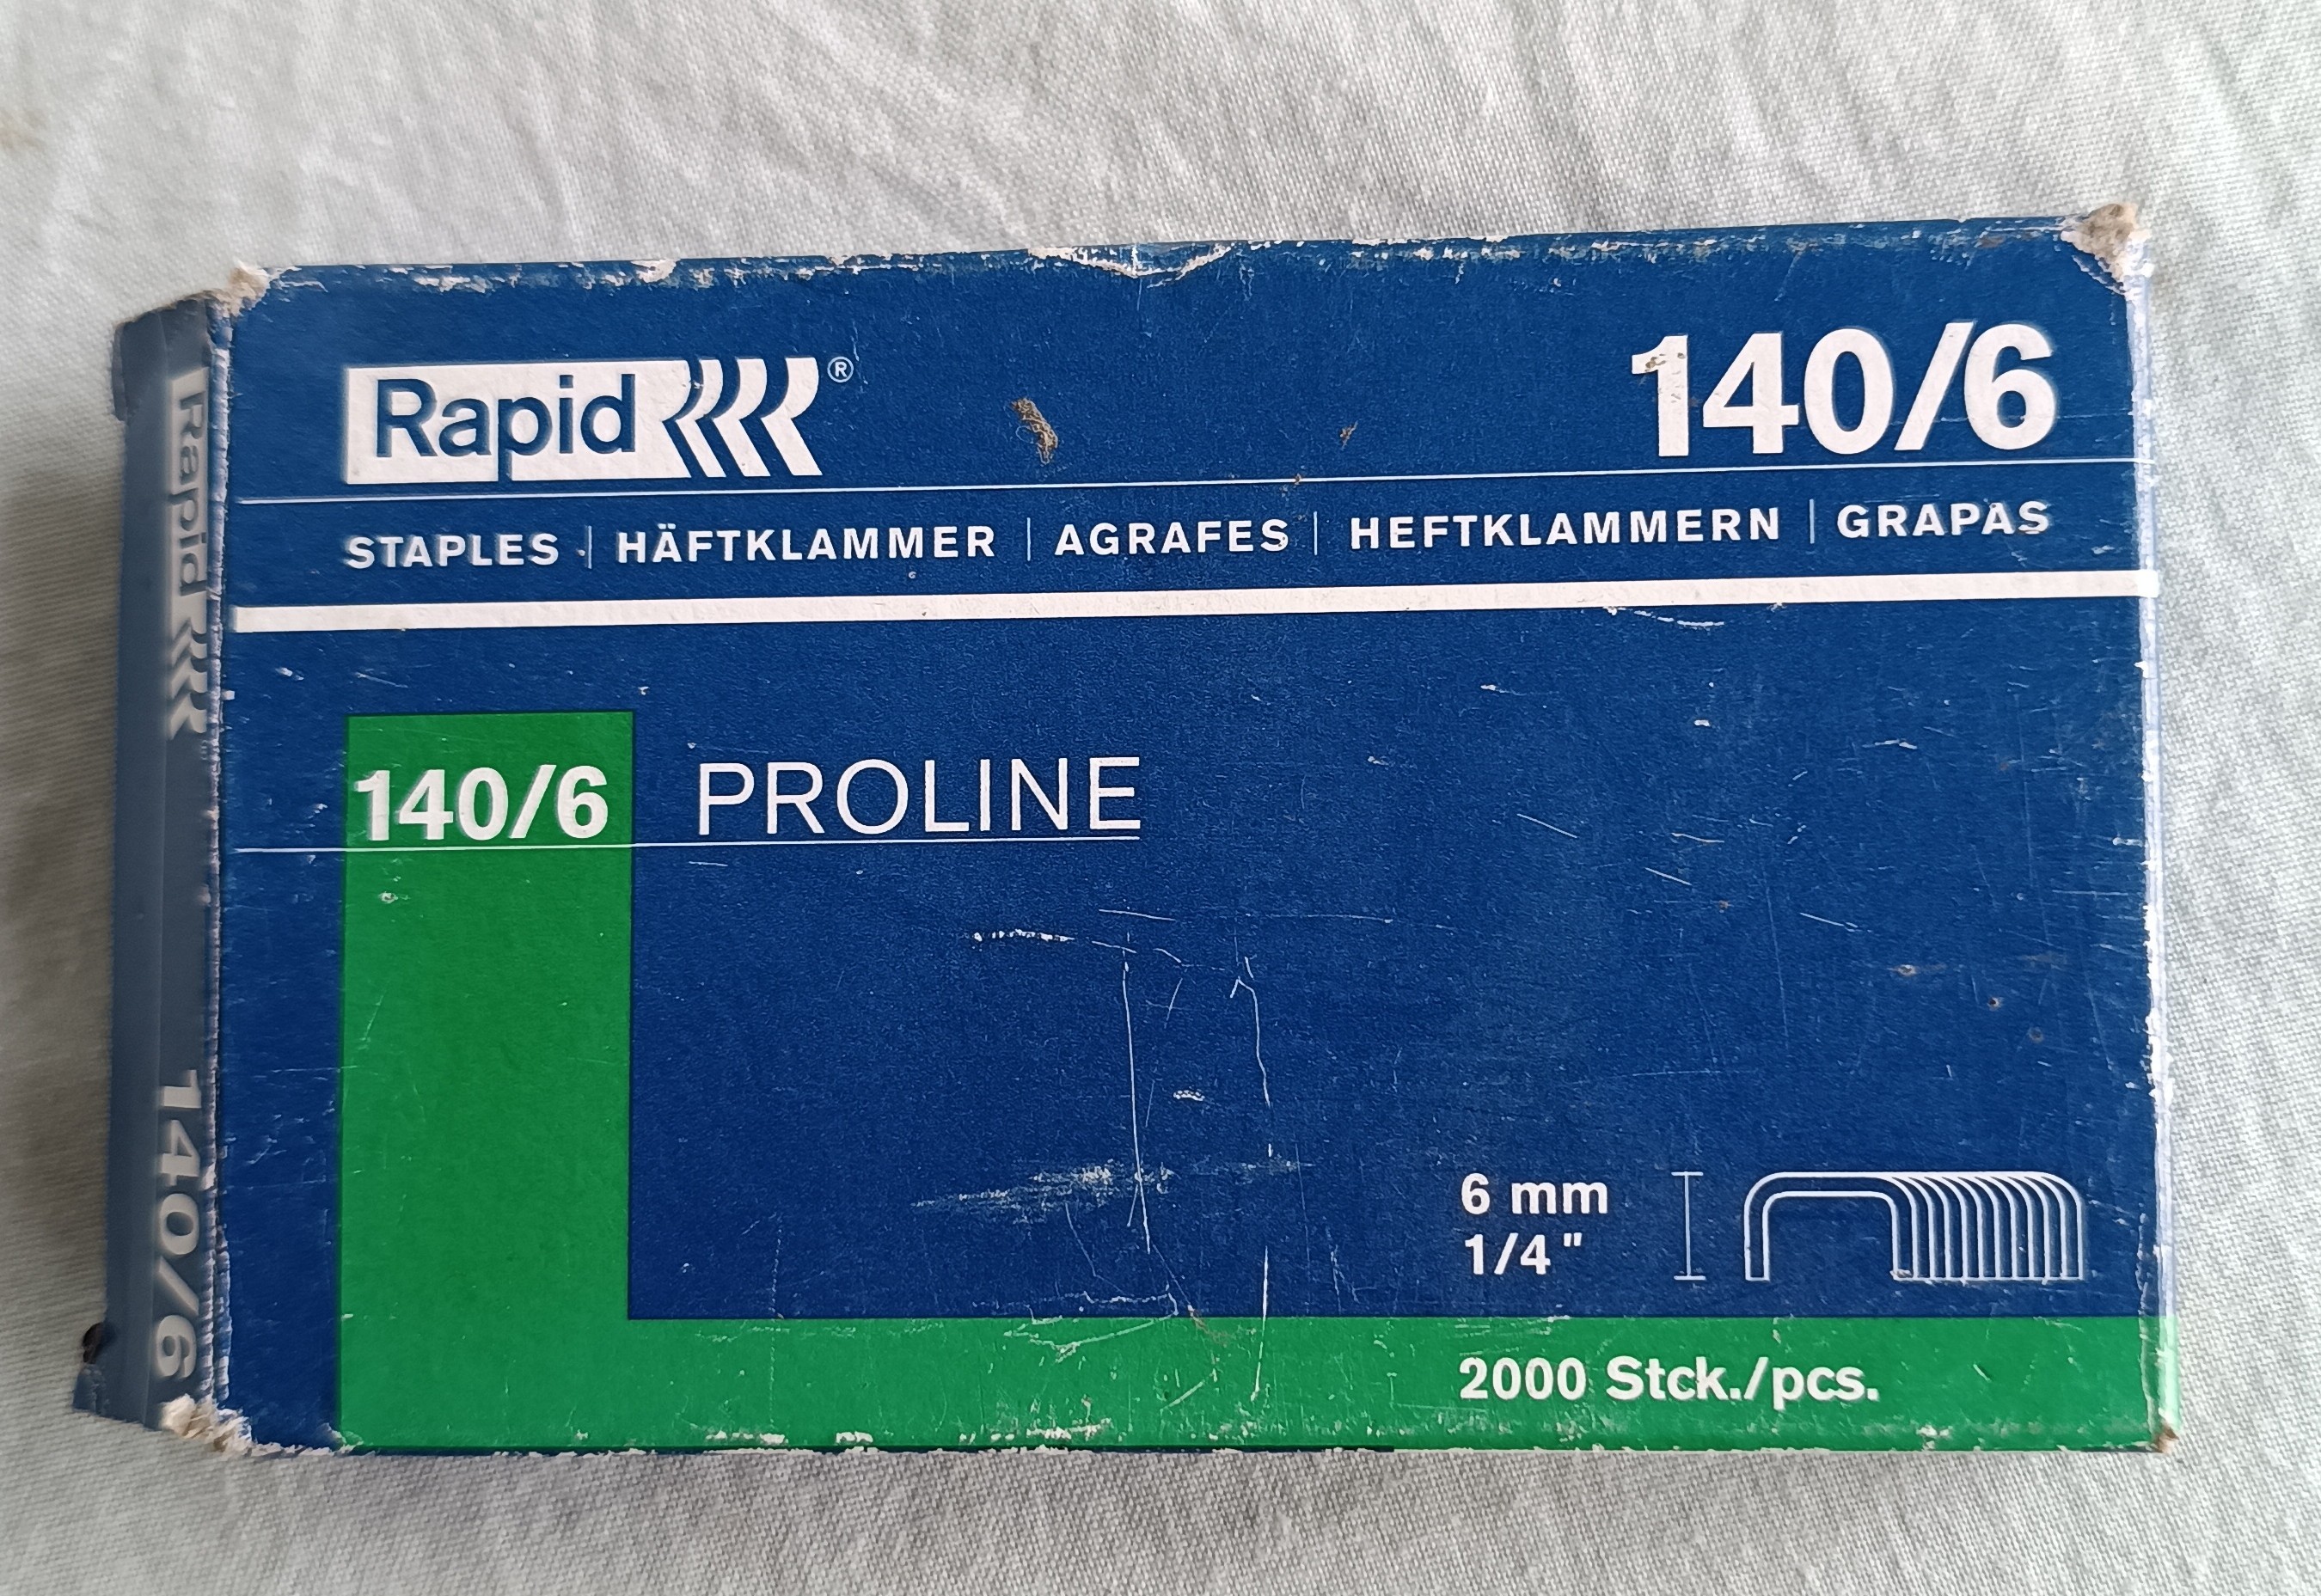 Rapid®
140/6
STAPLES | HÄFTKLAMMER | AGRAFES | HEFTKLAMMERN | GRAPAS
140/6 PROLINE
6 mm
1/4"
2000 Stck./pcs.
Rapid 140/6